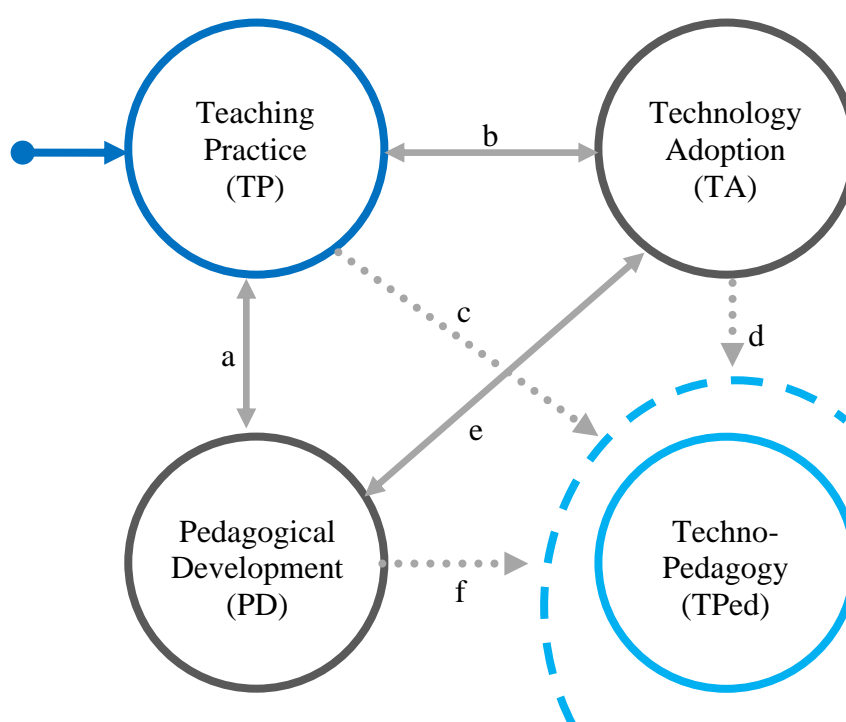 Teaching
Practice
(TP)
Technology
Adoption
(TA)
b
c
a
d
e
Pedagogical
Development
(PD)
f
Techno-
Pedagogy
(TPed)